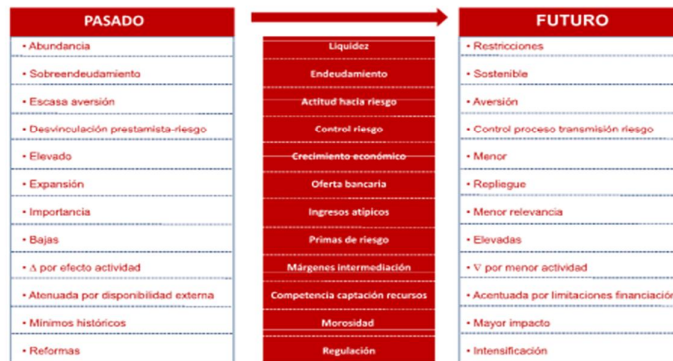 PASADO FUTURO
• Abundancia Liquidez • Restricciones
• Sobreendeudamiento Endeudamiento • Sostenible
• Escasa aversión Actitud hacia riesgo • Aversión
• Desvinculación prestamista-riesgo Control riesgo • Control proceso transmisión riesgo
• Elevado Crecimiento económico • Menor
• Expansión Oferta bancaria • Repliegue
• Importancia Ingresos atípicos • Menor relevancia
• Bajas Primas de riesgo • Elevadas
• Δ por efecto actividad Márgenes intermediación • ∇ por menor actividad
• Atenuada por disponibilidad externa Competencia captación recursos • Acentuada por limitaciones financiación
• Mínimos históricos Morosidad • Mayor impacto
• Reformas Regulación • Intensificación